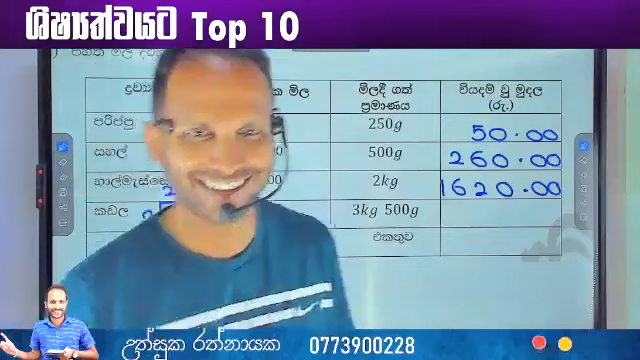 ශිෂ්‍යත්වයට Top 10
මිල මිලදී ගත් වියදම් වූ මුදල
ප්‍රමාණය (රු.)
පරිප්පු 250g 50.00
සහල් 500g 260.00
හාල්මැස්සො 2kg 1620.00
කඩල 3kg 500g
එකතුව
උත්සුක රත්නායක 0773900228